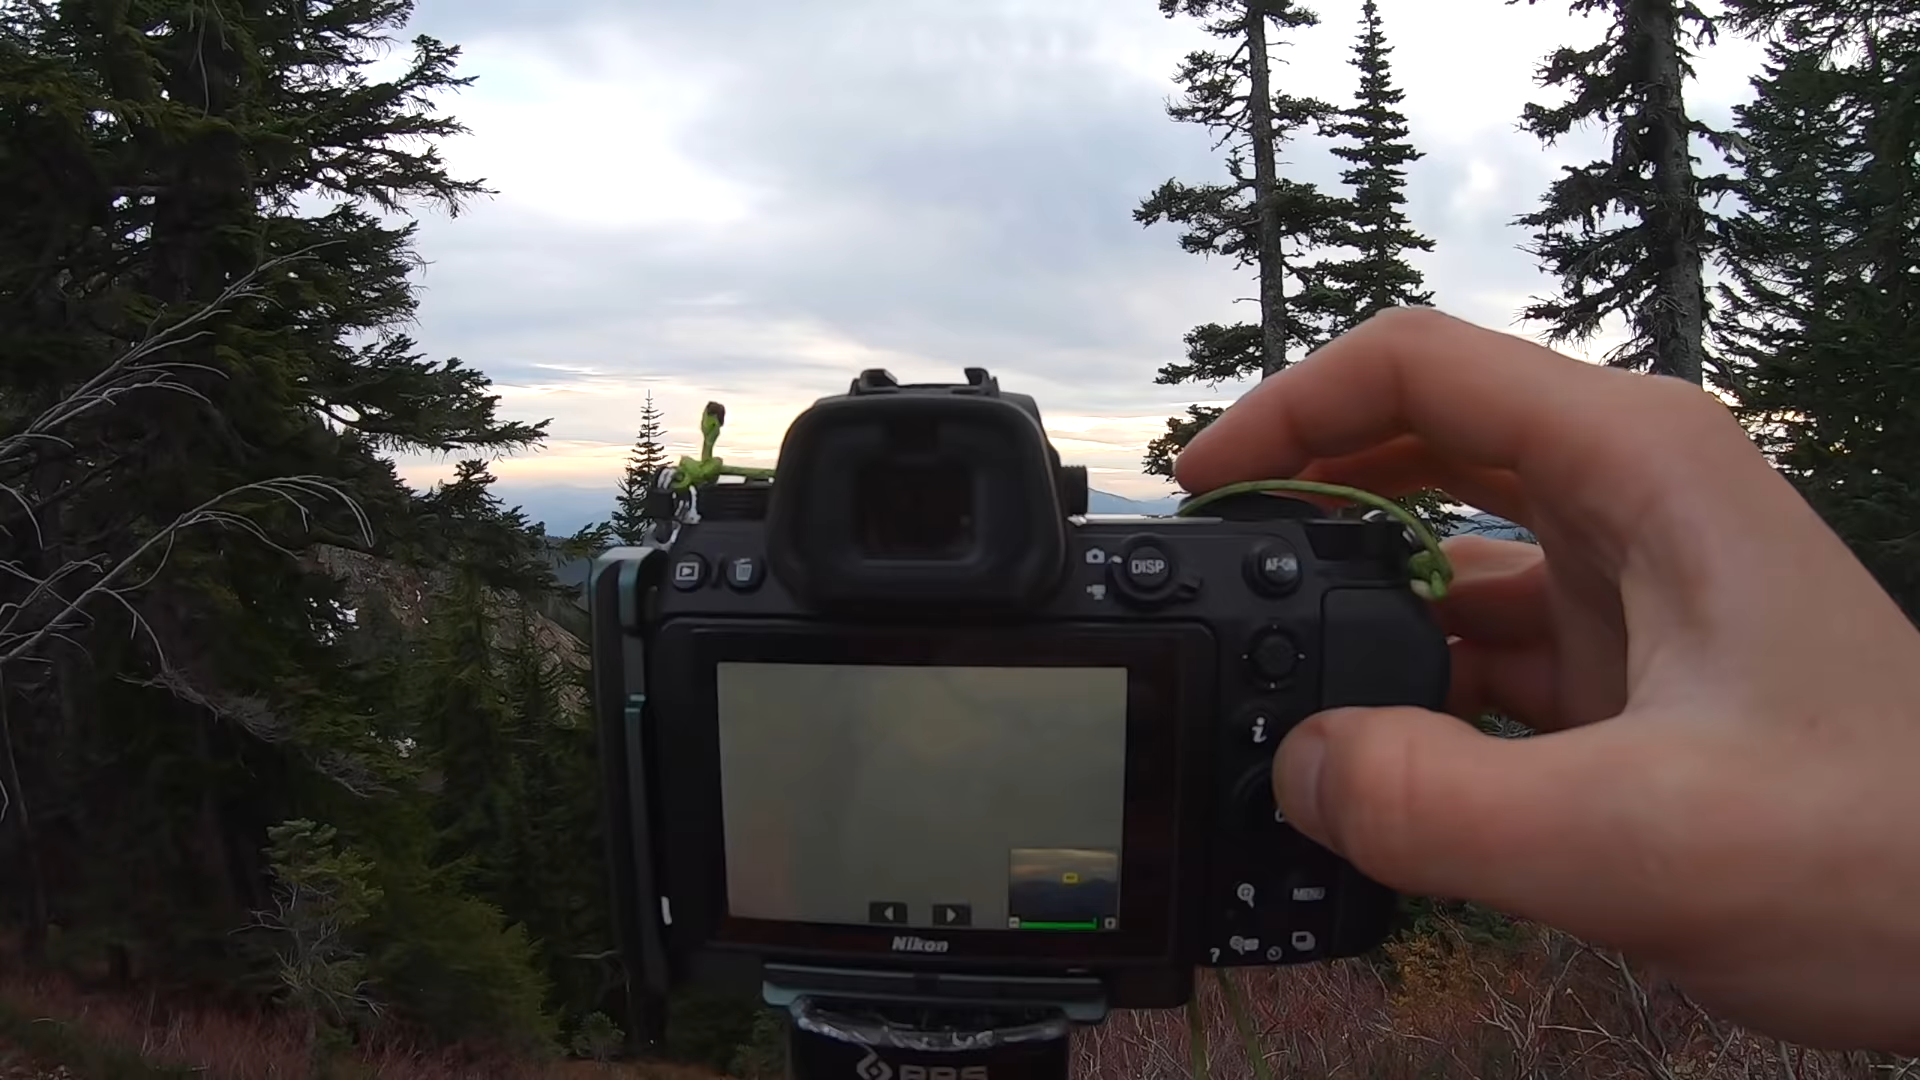 DISP
AF-ON
i
MENU
Nikon
?
RRS